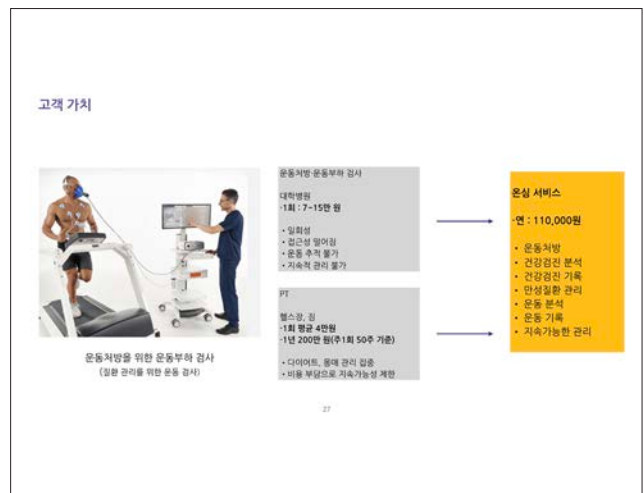 고객 가치
운동처방·운동부하 검사
대학병원
·1회 : 7~15만 원
• 일회성
• 접근성 떨어짐
• 운동 추적 불가
• 지속적 관리 불가
PT
헬스장, 짐
·1회 평균 4만원
·1년 200만 원(주1회 50주 기준)
• 다이어트, 몸매 관리 집중
• 비용 부담으로 지속가능성 제한
온심 서비스
·연 : 110,000원
• 운동처방
• 건강검진 분석
• 건강검진 기록
• 만성질환 관리
• 운동 분석
• 운동 기록
• 지속가능한 관리
운동처방을 위한 운동부하 검사
(질환 관리를 위한 운동 검사)
27